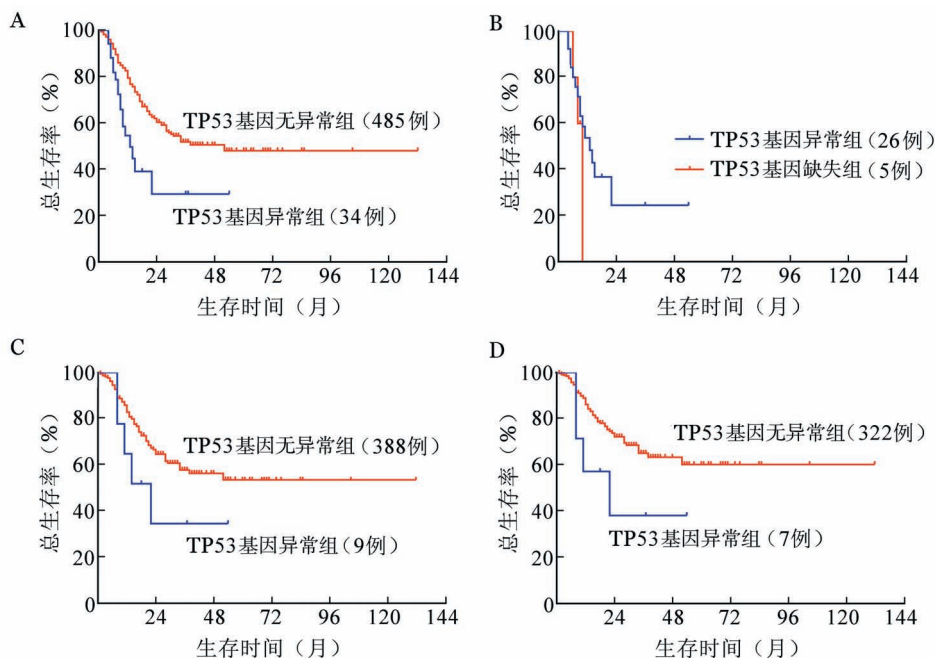 A
总生存率（%）
100
80
60
40
20
0
TP53基因无异常组（485例）
TP53基因异常组（34例）
24 48 72 96 120 144
生存时间（月）
B
总生存率（%）
100
80
60
40
20
0
TP53基因异常组（26例）
TP53基因缺失组（5例）
24 48 72 96 120 144
生存时间（月）
C
总生存率（%）
100
80
60
40
20
0
TP53基因无异常组（388例）
TP53基因异常组（9例）
24 48 72 96 120 144
生存时间（月）
D
总生存率（%）
100
80
60
40
20
0
TP53基因无异常组（322例）
TP53基因异常组（7例）
24 48 72 96 120 144
生存时间（月）